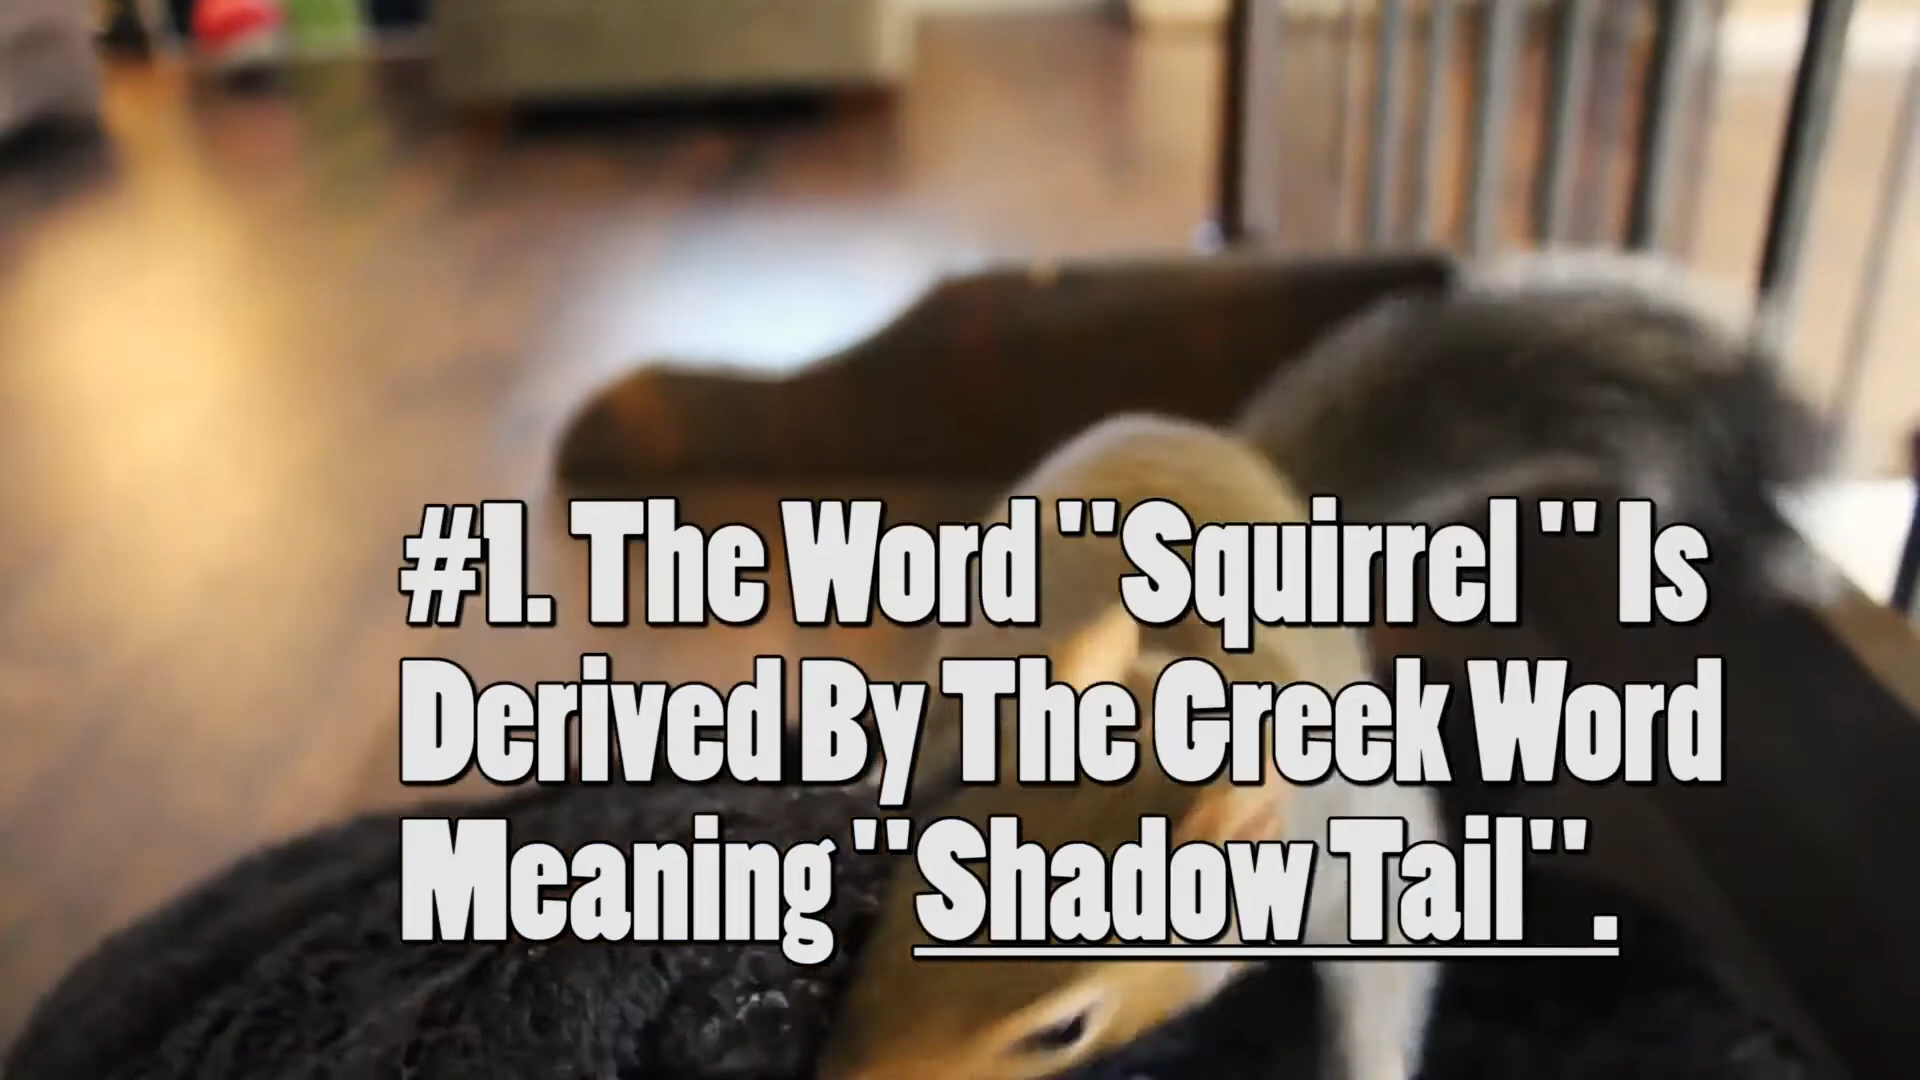 #1. The Word "Squirrel " Is
Derived By The Greek Word
Meaning "Shadow Tail" .